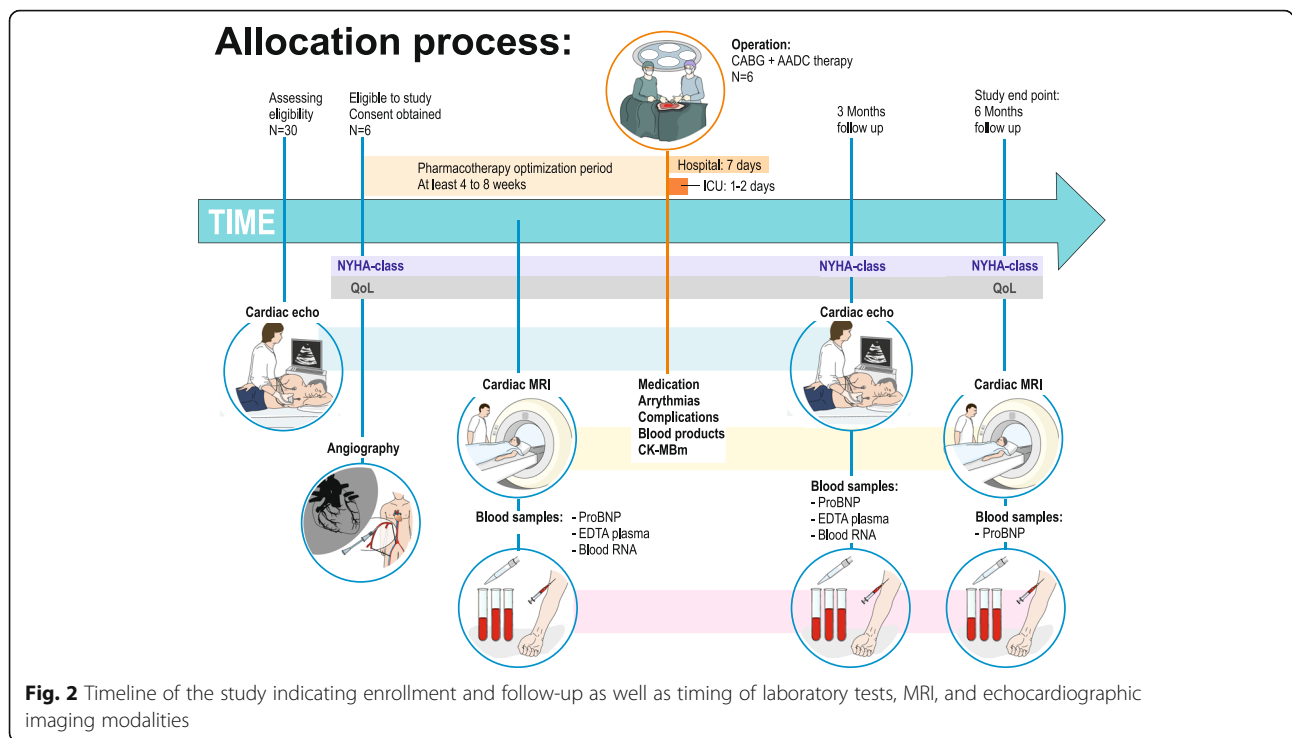 Allocation process:
Operation:
CABG + AADC therapy
N=6
Assessing
eligibility
N=30
Eligible to study
Consent obtained
N=6
3 Months
follow up
Study end point:
6 Months
follow up
Pharmacotherapy optimization period
At least 4 to 8 weeks
Hospital: 7 days
ICU: 1-2 days
TIME
NYHA-class
NYHA-class
NYHA-class
QoL
QoL
Cardiac echo
Cardiac echo
Cardiac MRI
Medication
Arrythmias
Complications
Blood products
CK-MBm
Cardiac MRI
Angiography
Blood samples:
- ProBNP
- EDTA plasma
- Blood RNA
Blood samples:
- ProBNP
- EDTA plasma
- Blood RNA
Blood samples:
- ProBNP
Fig. 2 Timeline of the study indicating enrollment and follow-up as well as timing of laboratory tests, MRI, and echocardiographic
imaging modalities